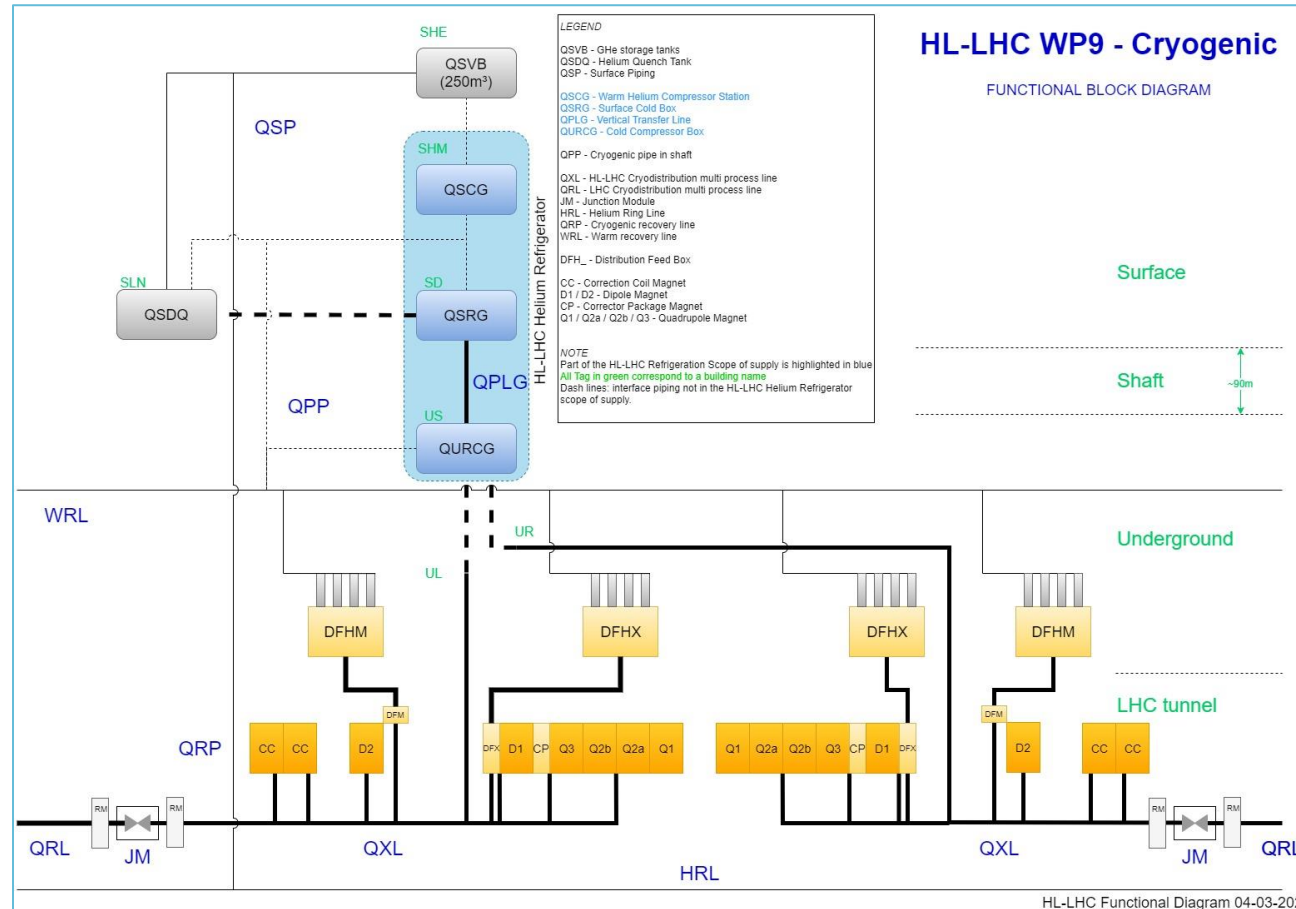 HL-LHC WP9 - Cryogenic
FUNCTIONAL BLOCK DIAGRAM
LEGEND
QSVB - GHe storage tanks
QSDQ - Helium Quench Tank
QSP - Surface Piping
QSCG - Warm Helium Compressor Station
QSRG - Surface Cold Box
QPLG - Vertical Transfer Line
QURCG - Cold Compressor Box
QPP - Cryogenic pipe in shaft
QXL - HL-LHC Cryodistribution multi process line
QRL - LHC Cryodistribution multi process line
JM - Junction Module
HRL - Helium Ring Line
QRP - Cryogenic recovery line
WRL - Warm recovery line
DFH_ - Distribution Feed Box
CC - Correction Coil Magnet
D1 / D2 - Dipole Magnet
CP - Corrector Package Magnet
Q1 / Q2a / Q2b / Q3 - Quadrupole Magnet
NOTE
Part of the HL-LHC Refrigeration Scope of supply is highlighted in blue
All Tag in green correspond to a building name
Dash lines: interface piping not in the HL-LHC Helium Refrigerator
scope of supply.
SHE
QSVB
(250m³)
QSP
SHM
QSCG
HL-LHC Helium Refrigerator
SLN
QSDQ
SD
QSRG
QPLG
QPP
US
QURCG
Surface
Shaft
~90m
WRL
UR
UL
Underground
DFHM
DFHX
DFHX
DFHM
LHC tunnel
QRP
CC
CC
D2
DFM
DFX
D1
CP
Q3
Q2b
Q2a
Q1
Q1
Q2a
Q2b
Q3
CP
D1
DFX
DFM
D2
CC
CC
RM
RM
RM
RM
QRL
JM
QXL
HRL
QXL
JM
QRL
HL-LHC Functional Diagram 04-03-202